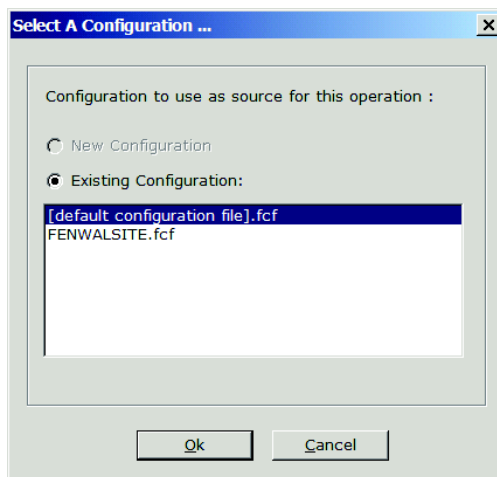 Select A Configuration ...
Configuration to use as source for this operation :
New Configuration
Existing Configuration:
[default configuration file].fcf
FENWALSITE.fcf
Ok
Cancel